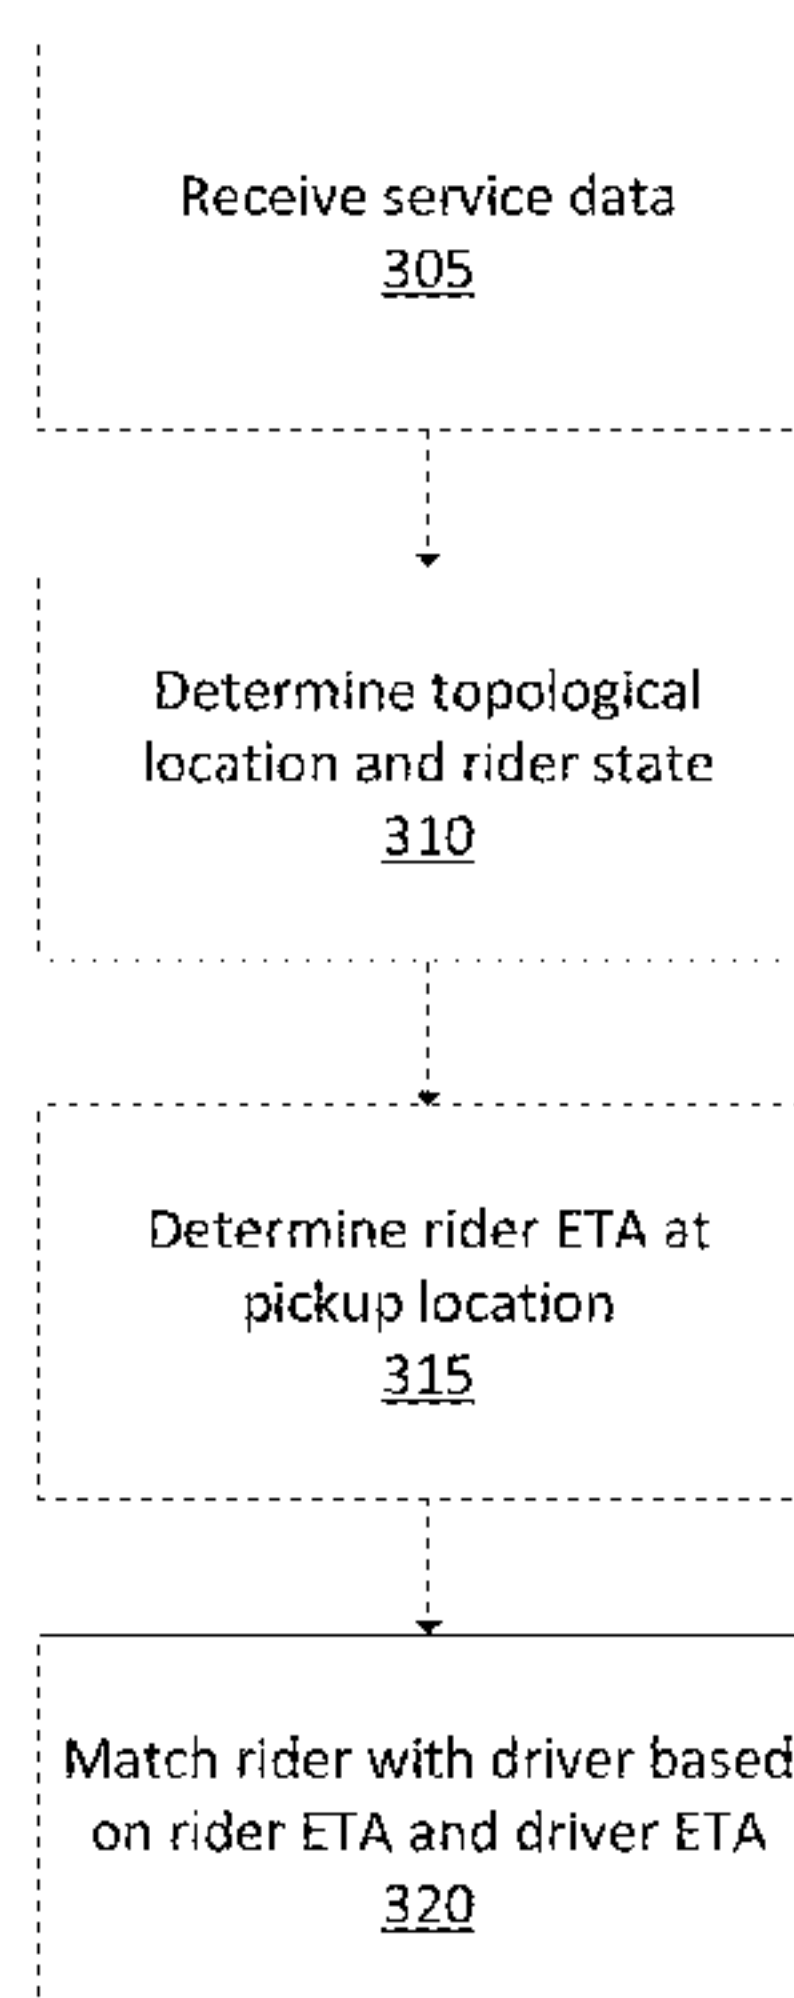 Receive service data
305
Determine topological
location and rider state
310
Determine rider ETA at
pickup location
315
Match rider with driver based
on rider ETA and driver ETA
320